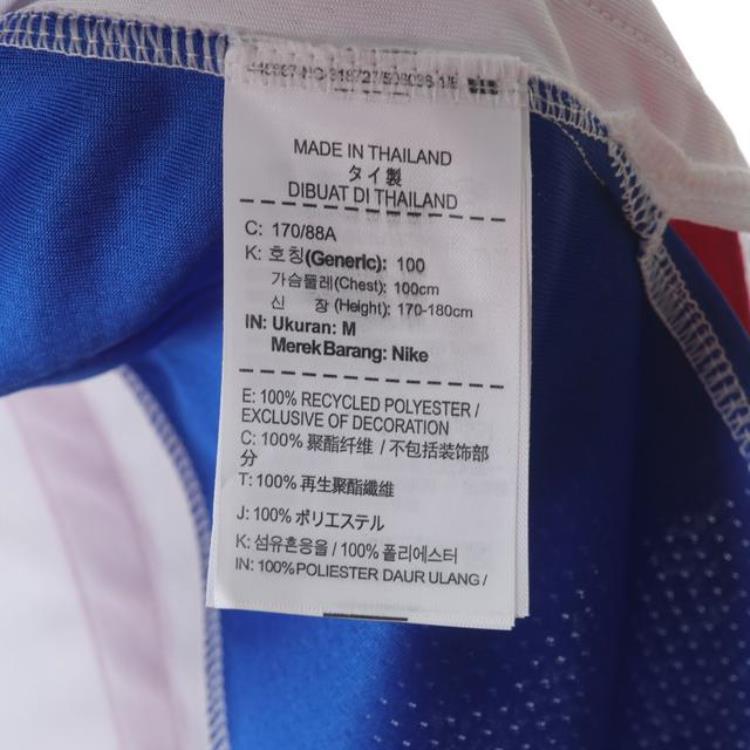 MADE IN THAILAND
タイ製
DIBUAT DI THAILAND
C: 170/88A
K: 호칭(Generic): 100
가슴둘레(Chest): 100cm
신 장 (Height): 170-180cm
IN: Ukuran: M
Merek Barang: Nike
E: 100% RECYCLED POLYESTER /
EXCLUSIVE OF DECORATION
C: 100% 聚酯纤维 / 不包括装饰部
分
T: 100% 再生聚酯纖維
J: 100% ポリエステル
K: 섬유혼용율 / 100% 폴리에스터
IN: 100% POLIESTER DAUR ULANG /